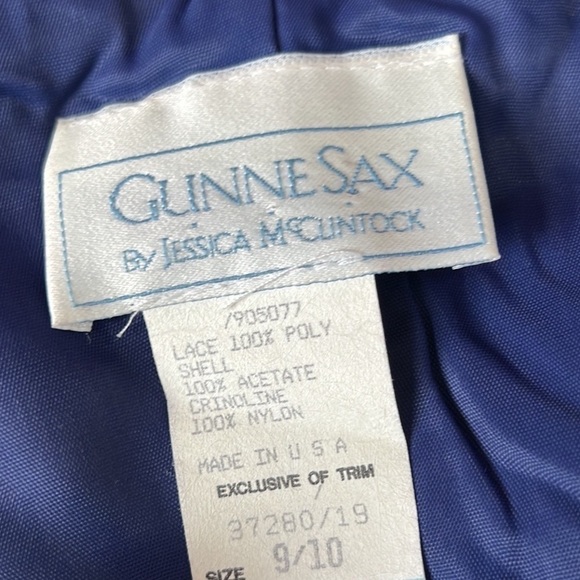 GUNNE SAX
BY JESSICA McCLINTOCK
/905077
LACE 100% POLY
SHELL
100% ACETATE
CRINOLINE
100% NYLON
MADE IN U S A
EXCLUSIVE OF TRIM
37280/19
SIZE 9/10